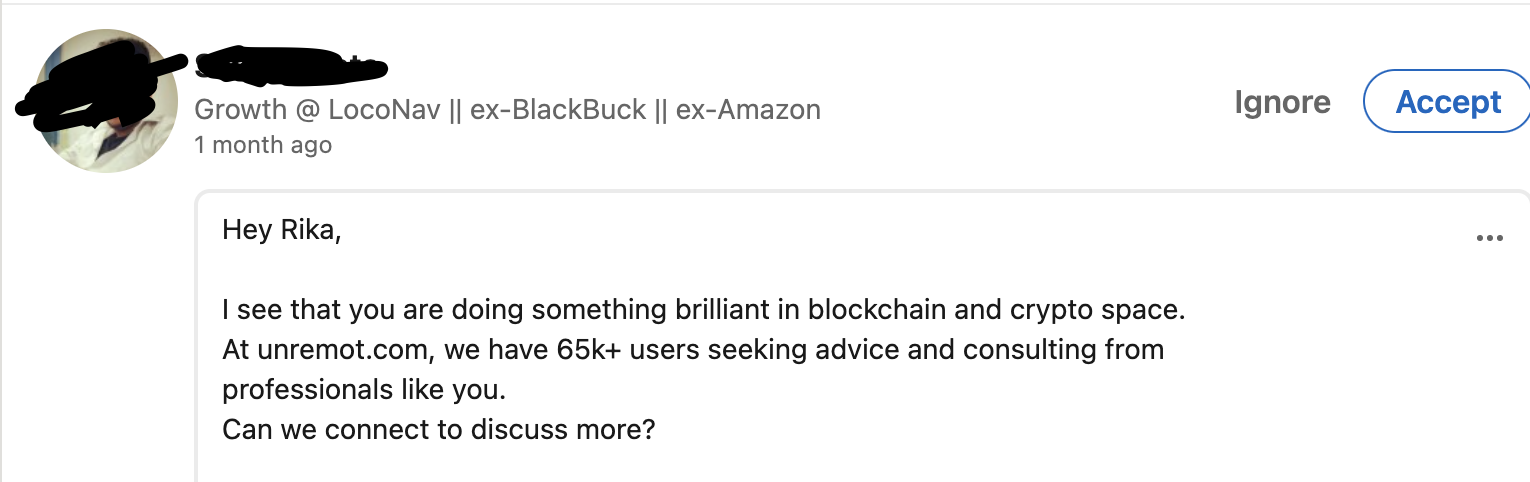 Growth @ LocoNav || ex-BlackBuck || ex-Amazon
1 month ago
Ignore
Accept
Hey Rika,
I see that you are doing something brilliant in blockchain and crypto space.
At unremot.com, we have 65k+ users seeking advice and consulting from
professionals like you.
Can we connect to discuss more?